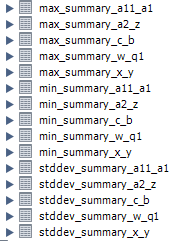 max_summary_a11_a1
max_summary_a2_z
max_summary_c_b
max_summary_w_q1
max_summary_x_y
min_summary_a11_a1
min_summary_a2_z
min_summary_c_b
min_summary_w_q1
min_summary_x_y
stddev_summary_a11_a1
stddev_summary_a2_z
stddev_summary_c_b
stddev_summary_w_q1
stddev_summary_x_y